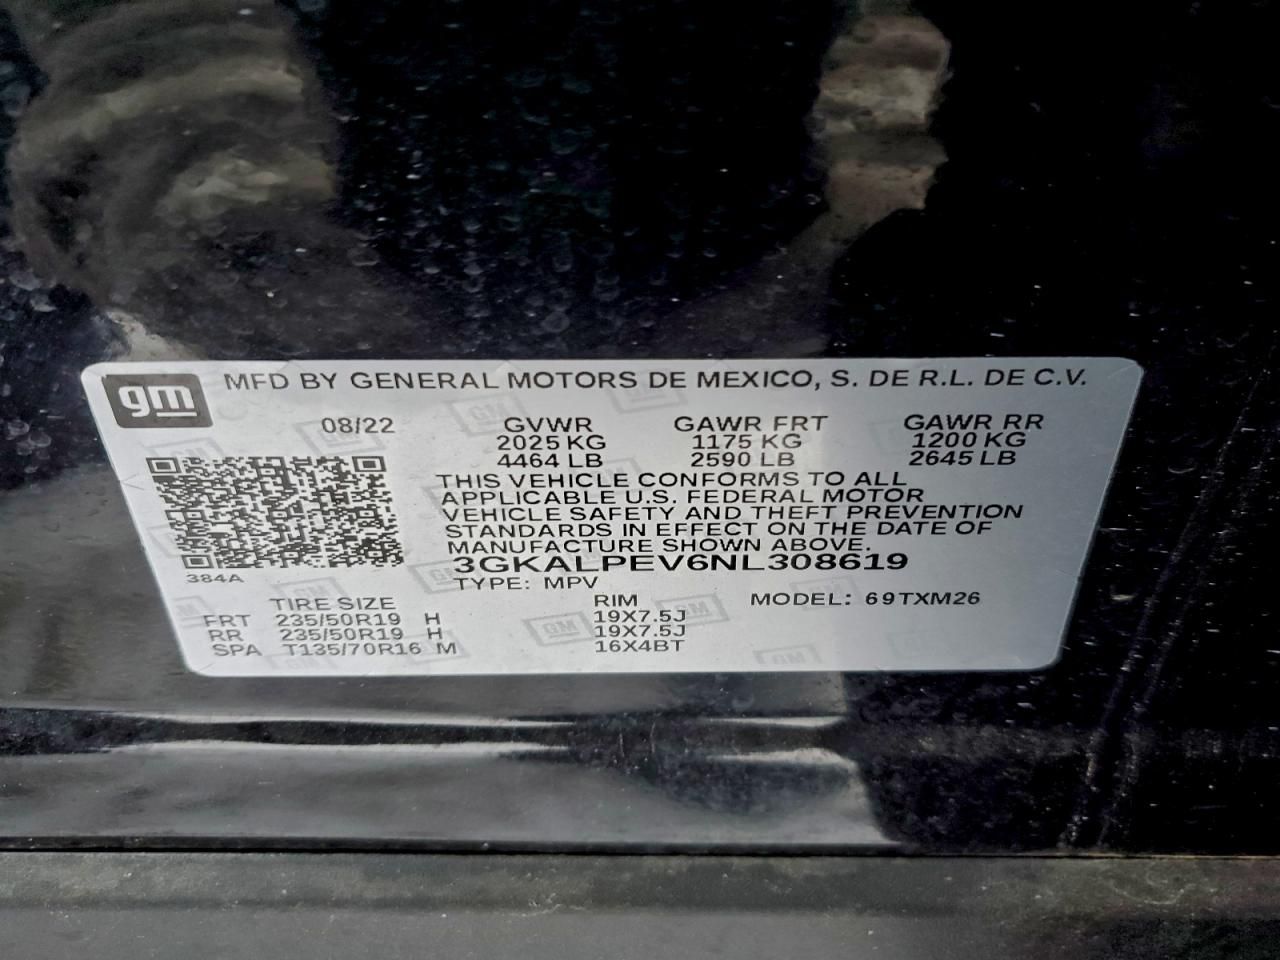 gm MFD BY GENERAL MOTORS DE MEXICO, S. DE R.L. DE C.V.
08/22 GVWR GAWR FRT GAWR RR
2025 KG 1175 KG 1200 KG
4464 LB 2590 LB 2645 LB
THIS VEHICLE CONFORMS TO ALL
APPLICABLE U.S. FEDERAL MOTOR
VEHICLE SAFETY AND THEFT PREVENTION
STANDARDS IN EFFECT ON THE DATE OF
MANUFACTURE SHOWN ABOVE.
3GKALPEV6NL308619
384A TYPE: MPV
TIRE SIZE RIM MODEL: 69TXM26
FRT 235/50R19 H 19X7.5J
RR 235/50R19 H 19X7.5J
SPA T135/70R16 M 16X4BT